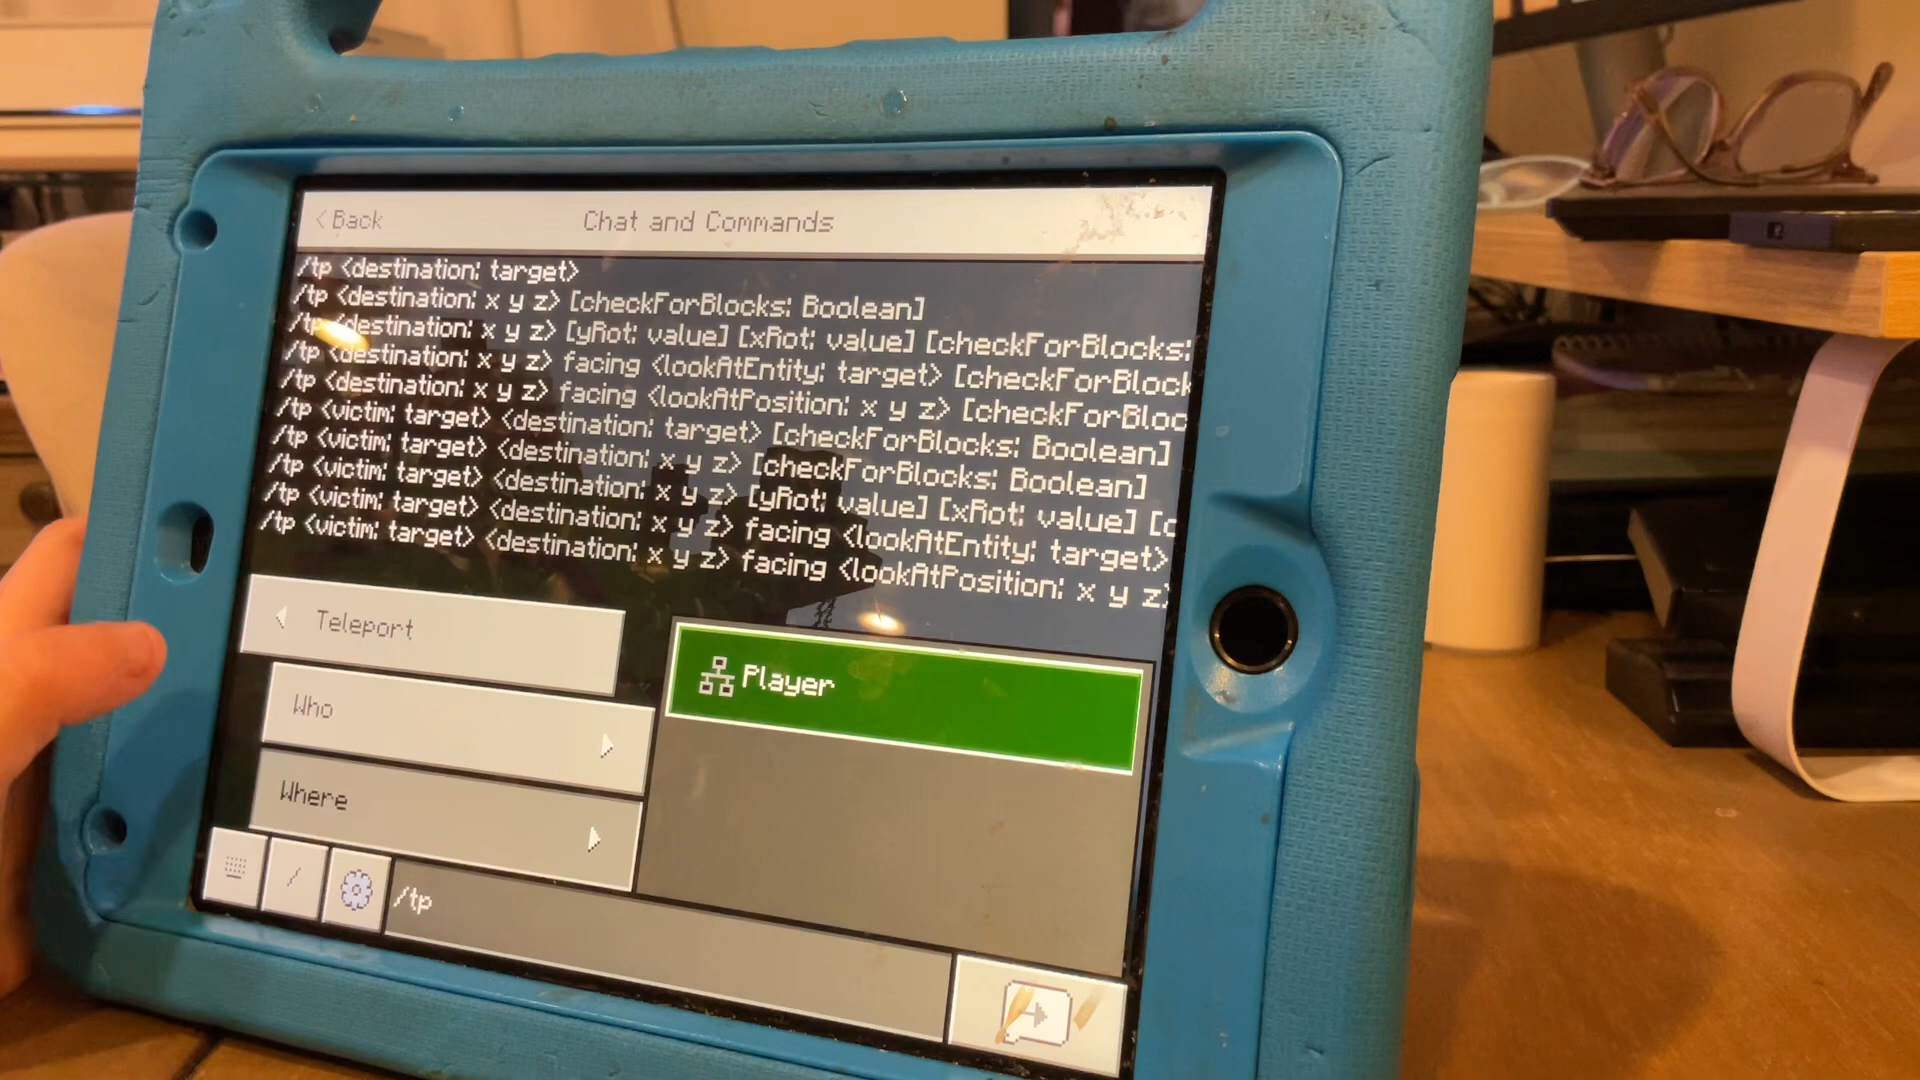 Back
Chat and Commands
/tp <destination: target>
/tp <destination: x y z> [checkForBlocks: Boolean]
/tp <destination: x y z> [yRot: value] [xRot: value] [checkForBlocks:
/tp <destination: x y z> facing <lookAtEntity: target> [checkForBlock
/tp <destination: x y z> facing <lookAtPosition: x y z> [checkForBloc
/tp <victim: target> <destination: target> [checkForBlocks: Boolean]
/tp <victim: target> <destination: x y z> [checkForBlocks: Boolean]
/tp <victim: target> <destination: x y z> [yRot: value] [xRot: value] [c
/tp <victim: target> <destination: x y z> facing <lookAtEntity: target>
/tp <victim: target> <destination: x y z> facing <lookAtPosition: x y z>
Teleport
Player
Who
Where
/
/tp